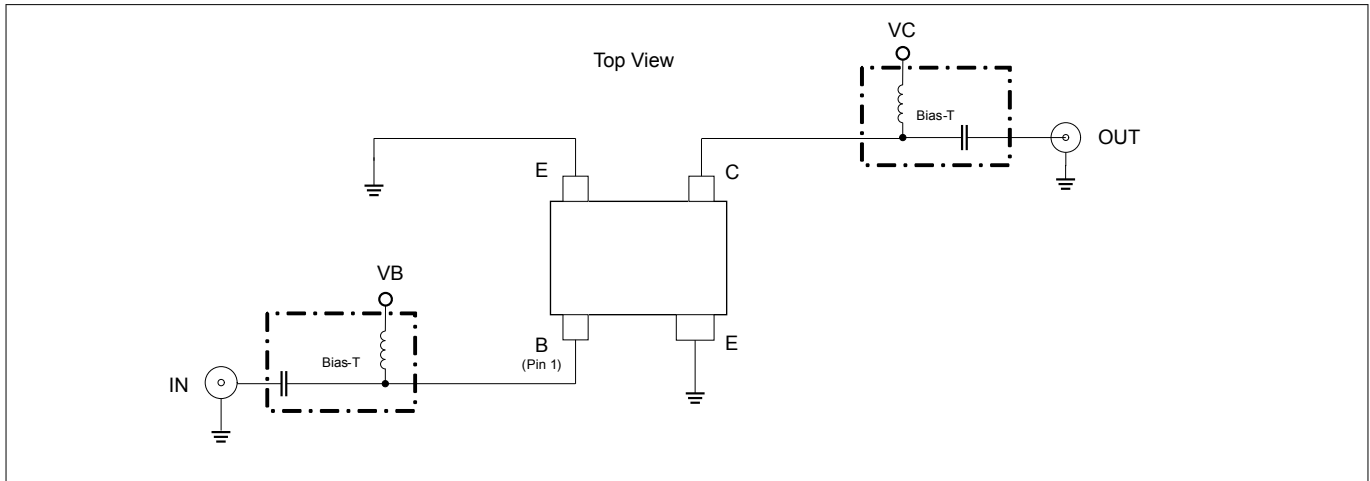 VC
Top View
Bias-T
OUT
E
C
VB
B
(Pin 1)
E
Bias-T
IN